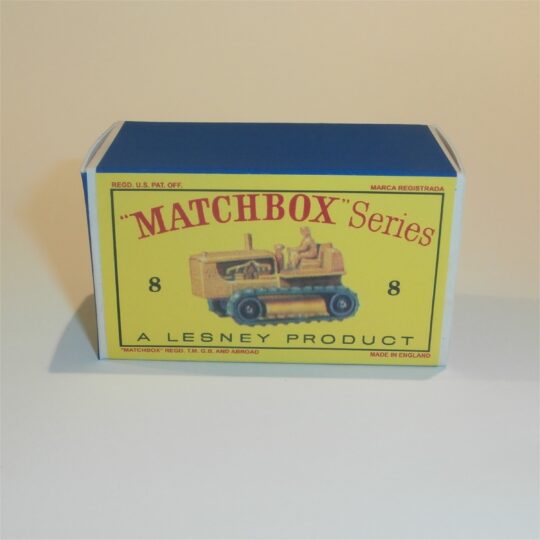 REGD. U.S. PAT. OFF. MARCA REGISTRADA
"MATCHBOX" Series
8 8
A LESNEY PRODUCT
"MATCHBOX" REGD. T.M. G.B. AND ABROAD MADE IN ENGLAND